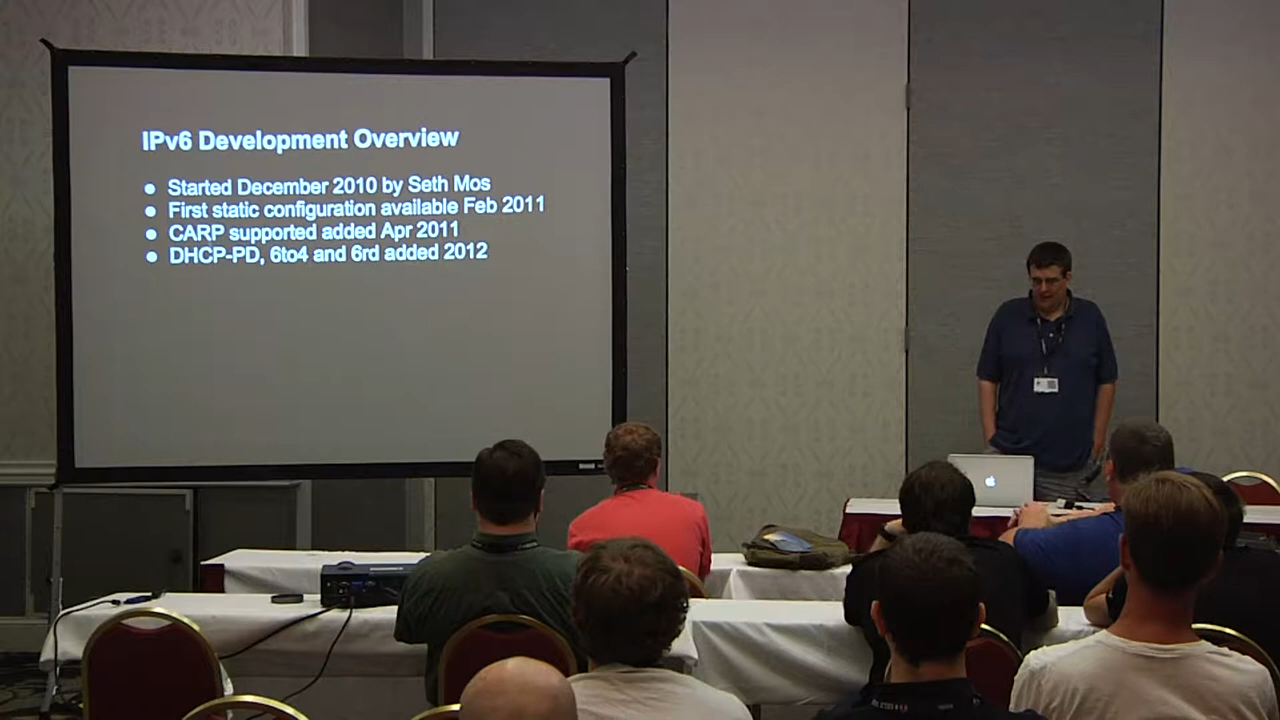 IPv6 Development Overview
● Started December 2010 by Seth Mos
● First static configuration available Feb 2011
● CARP supported added Apr 2011
● DHCP-PD, 6to4 and 6rd added 2012